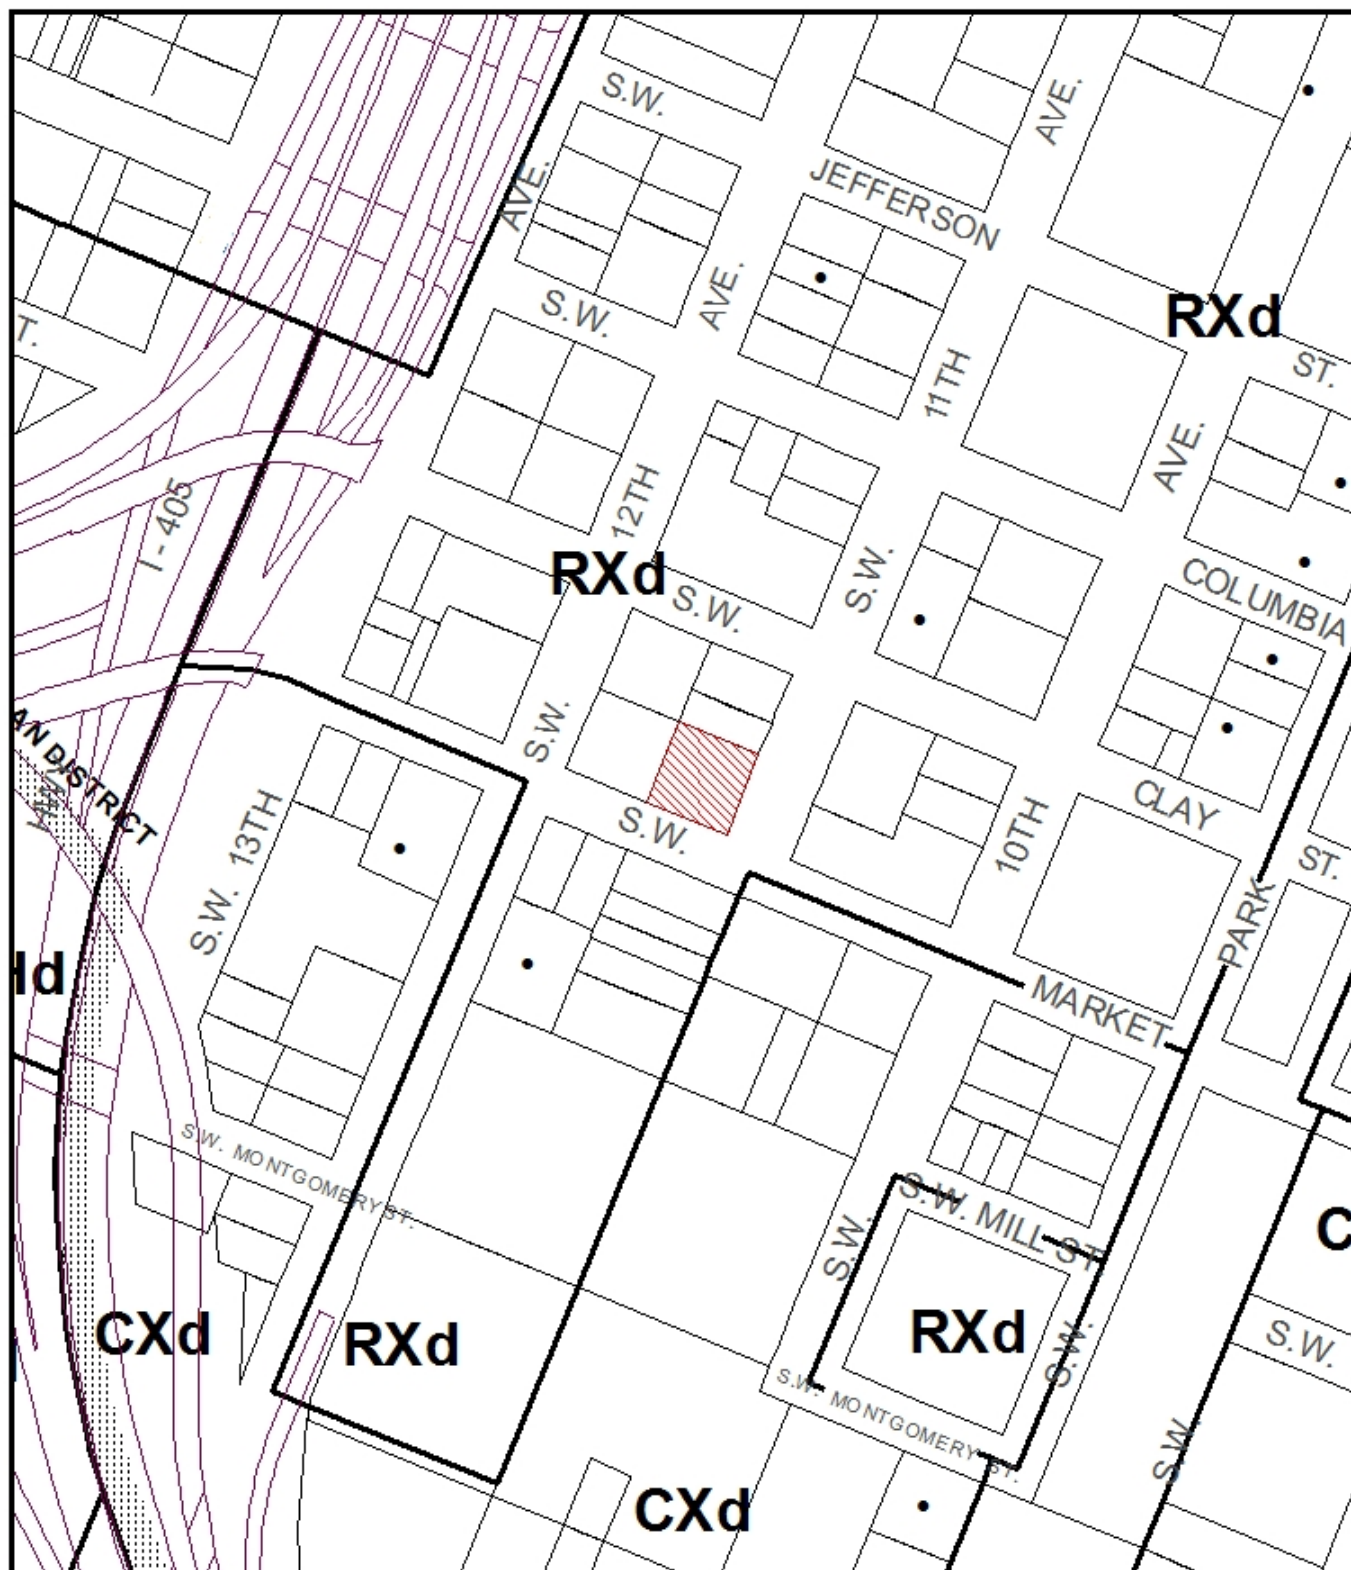 S.W.
AVE.
JEFFERSON
AVE.
AVE.
S.W.
RXd
T.
ST.
11TH
AVE.
12TH
I - 405
RXd
S.W.
S.W.
COLUMBIA
S.W.
AN DISTRICT
CLAY
S.W.
10TH
S.W. 13TH
ST.
PARK
Hd
MARKET
S.W. MONTGOMERY ST.
S.W. MILL ST.
S.W.
C
CXd
RXd
RXd
S.W.
S.W.
S.W. MONTGOMERY ST.
S.W.
CXd